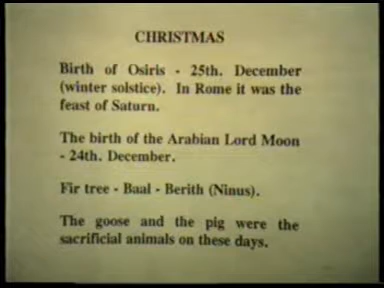 CHRISTMAS
Birth of Osiris - 25th. December
(winter solstice). In Rome it was the
feast of Saturn.
The birth of the Arabian Lord Moon
- 24th. December.
Fir tree - Baal - Berith (Ninus).
The goose and the pig were the
sacrificial animals on these days.